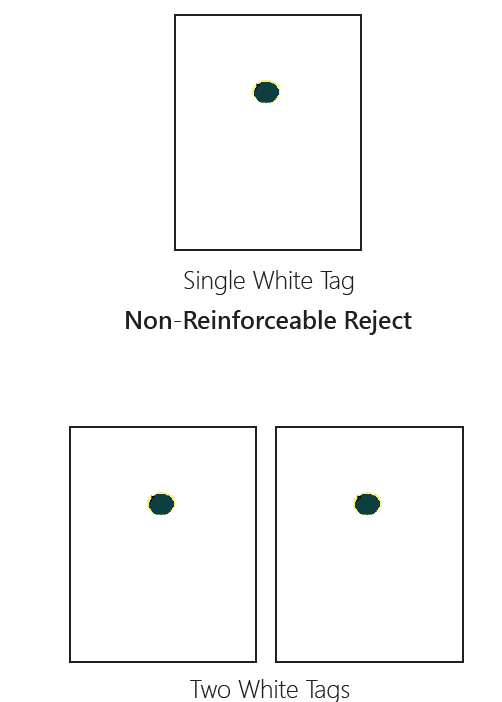 Single White Tag
Non-Reinforceable Reject
Two White Tags